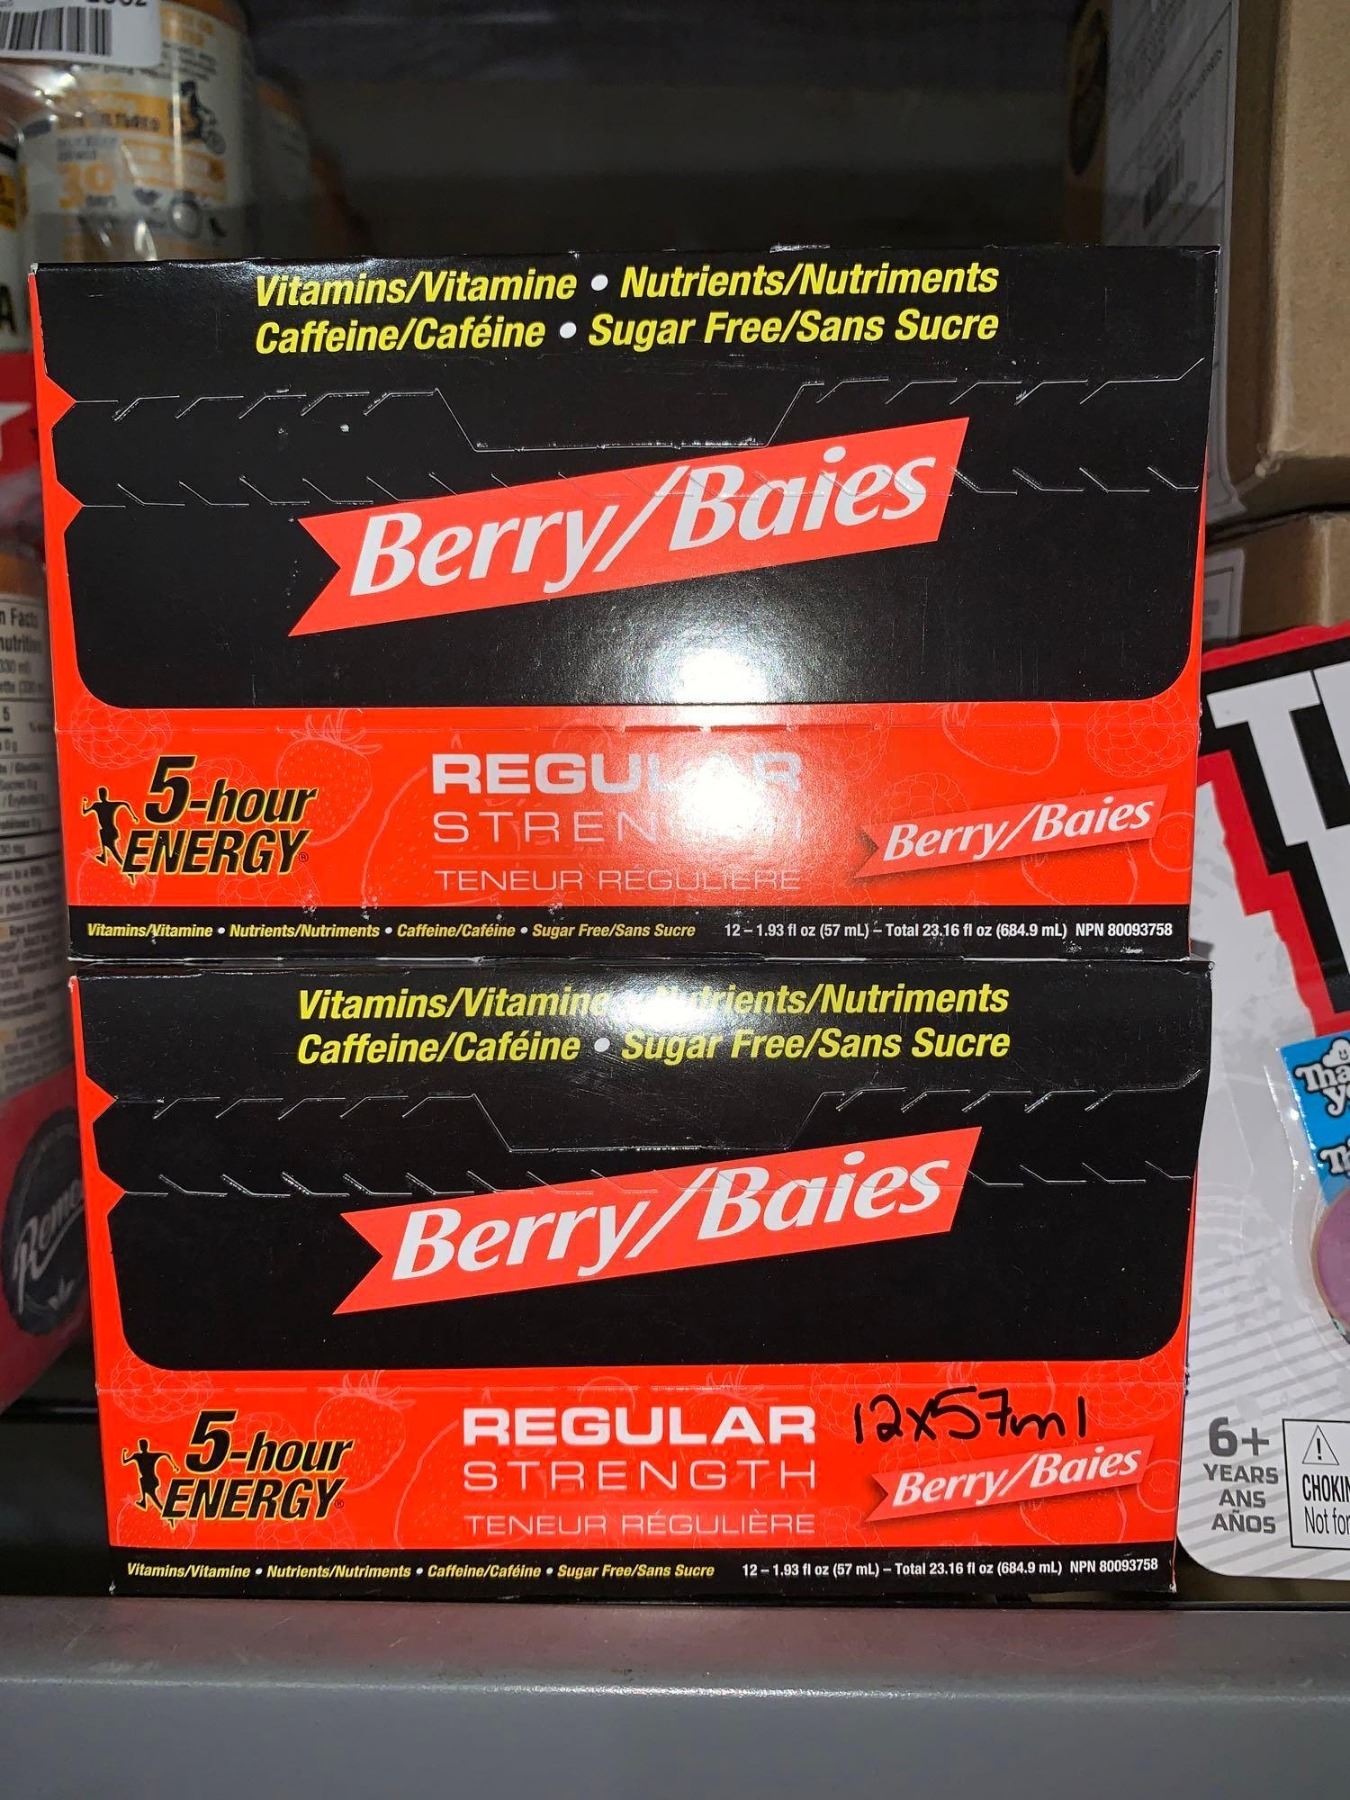 30
Vitamins/Vitamine • Nutrients/Nutriments
Caffeine/Caféine • Sugar Free/Sans Sucre
Berry/Baies
5-hour
ENERGY®
REGULAR
STRENGTH
TENEUR RÉGULIÈRE
Berry/Baies
Vitamins/Vitamine • Nutrients/Nutriments • Caffeine/Caféine • Sugar Free/Sans Sucre 12 – 1.93 fl oz (57 mL) – Total 23.16 fl oz (684.9 mL) NPN 80093758
Vitamins/Vitamine Nutrients/Nutriments
Caffeine/Caféine • Sugar Free/Sans Sucre
Berry/Baies
5-hour
ENERGY®
REGULAR
STRENGTH
TENEUR RÉGULIÈRE
12x57ml
Berry/Baies
Vitamins/Vitamine • Nutrients/Nutriments • Caffeine/Caféine • Sugar Free/Sans Sucre 12 – 1.93 fl oz (57 mL) – Total 23.16 fl oz (684.9 mL) NPN 80093758
6+
YEARS
ANS
AÑOS
Not for